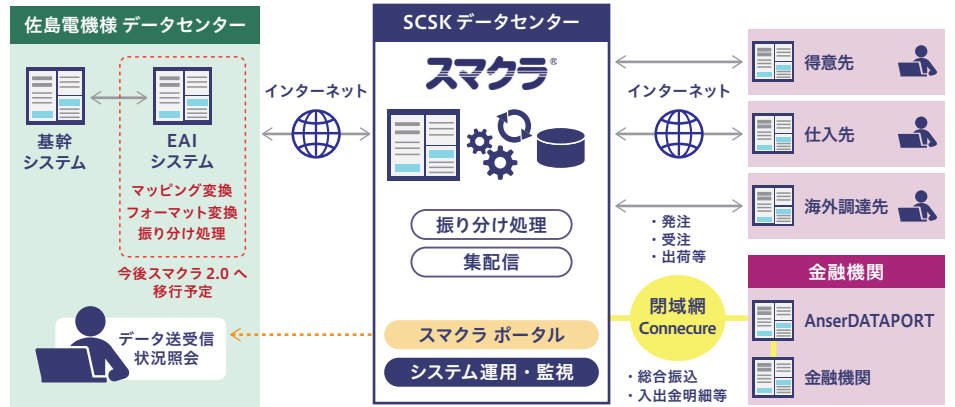 佐島電機様 データセンター
基幹
システム
EAI
システム
マッピング変換
フォーマット変換
振り分け処理
今後スマクラ 2.0 へ
移行予定
データ送受信
状況照会
インターネット
SCSK データセンター
スマクラ®
振り分け処理
集配信
スマクラ ポータル
システム運用・監視
インターネット
・発注
・受注
・出荷等
閉域網
Connecure
・総合振込
・入出金明細等
得意先
仕入先
海外調達先
金融機関
AnserDATAPORT
金融機関